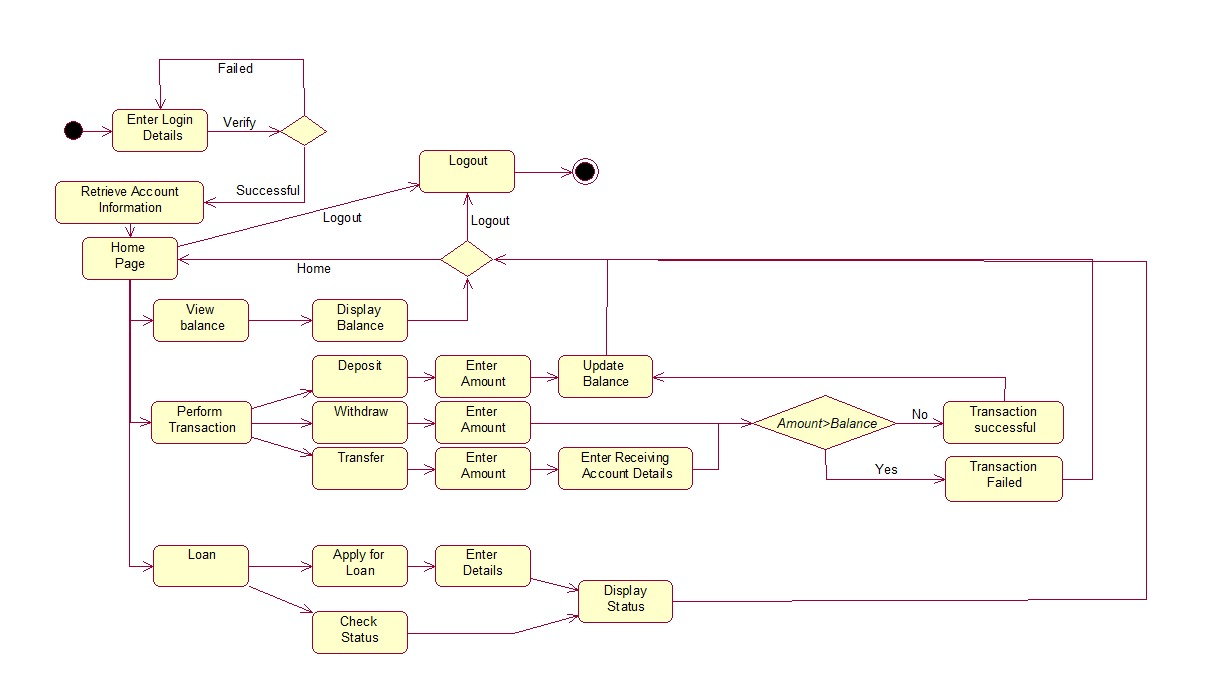 Failed
Enter Login
Details
Verify
Logout
Retrieve Account
Information
Successful
Logout
Logout
Home
Page
Home
View
balance
Display
Balance
Deposit
Enter
Amount
Update
Balance
Perform
Transaction
Withdraw
Enter
Amount
Amount>Balance
No
Transaction
successful
Transfer
Enter
Amount
Enter Receiving
Account Details
Yes
Transaction
Failed
Loan
Apply for
Loan
Enter
Details
Display
Status
Check
Status